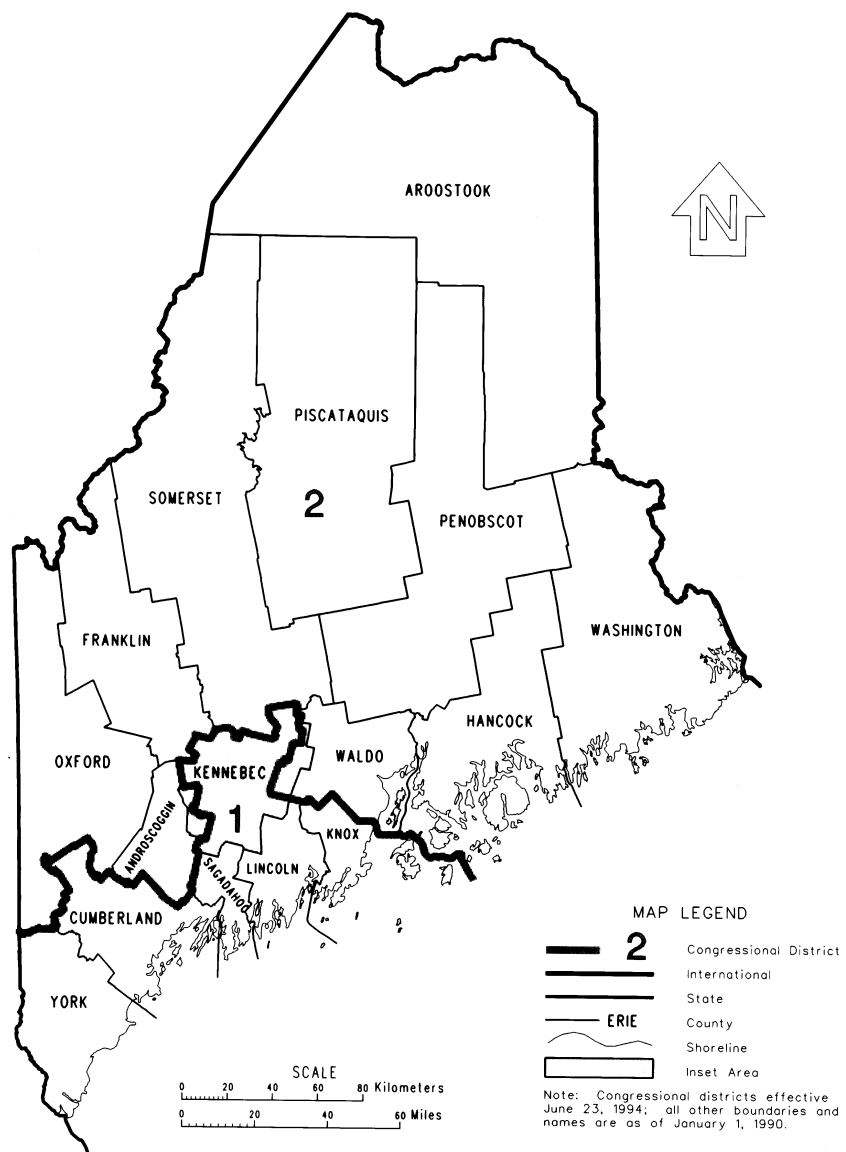 AROOSTOOK
N
PISCATAQUIS
SOMERSET
2
PENOBSCOT
FRANKLIN
WASHINGTON
HANCOCK
OXFORD
WALDO
KENNEBEC
ANDROSCOGGIN
1
KNOX
SAGADAHOC
LINCOLN
CUMBERLAND
YORK
MAP LEGEND
2 Congressional District
International
State
ERIE County
Shoreline
Inset Area
SCALE
0 20 40 60 80 Kilometers
0 20 40 60 Miles
Note: Congressional districts effective
June 23, 1994; all other boundaries and
names are as of January 1, 1990.